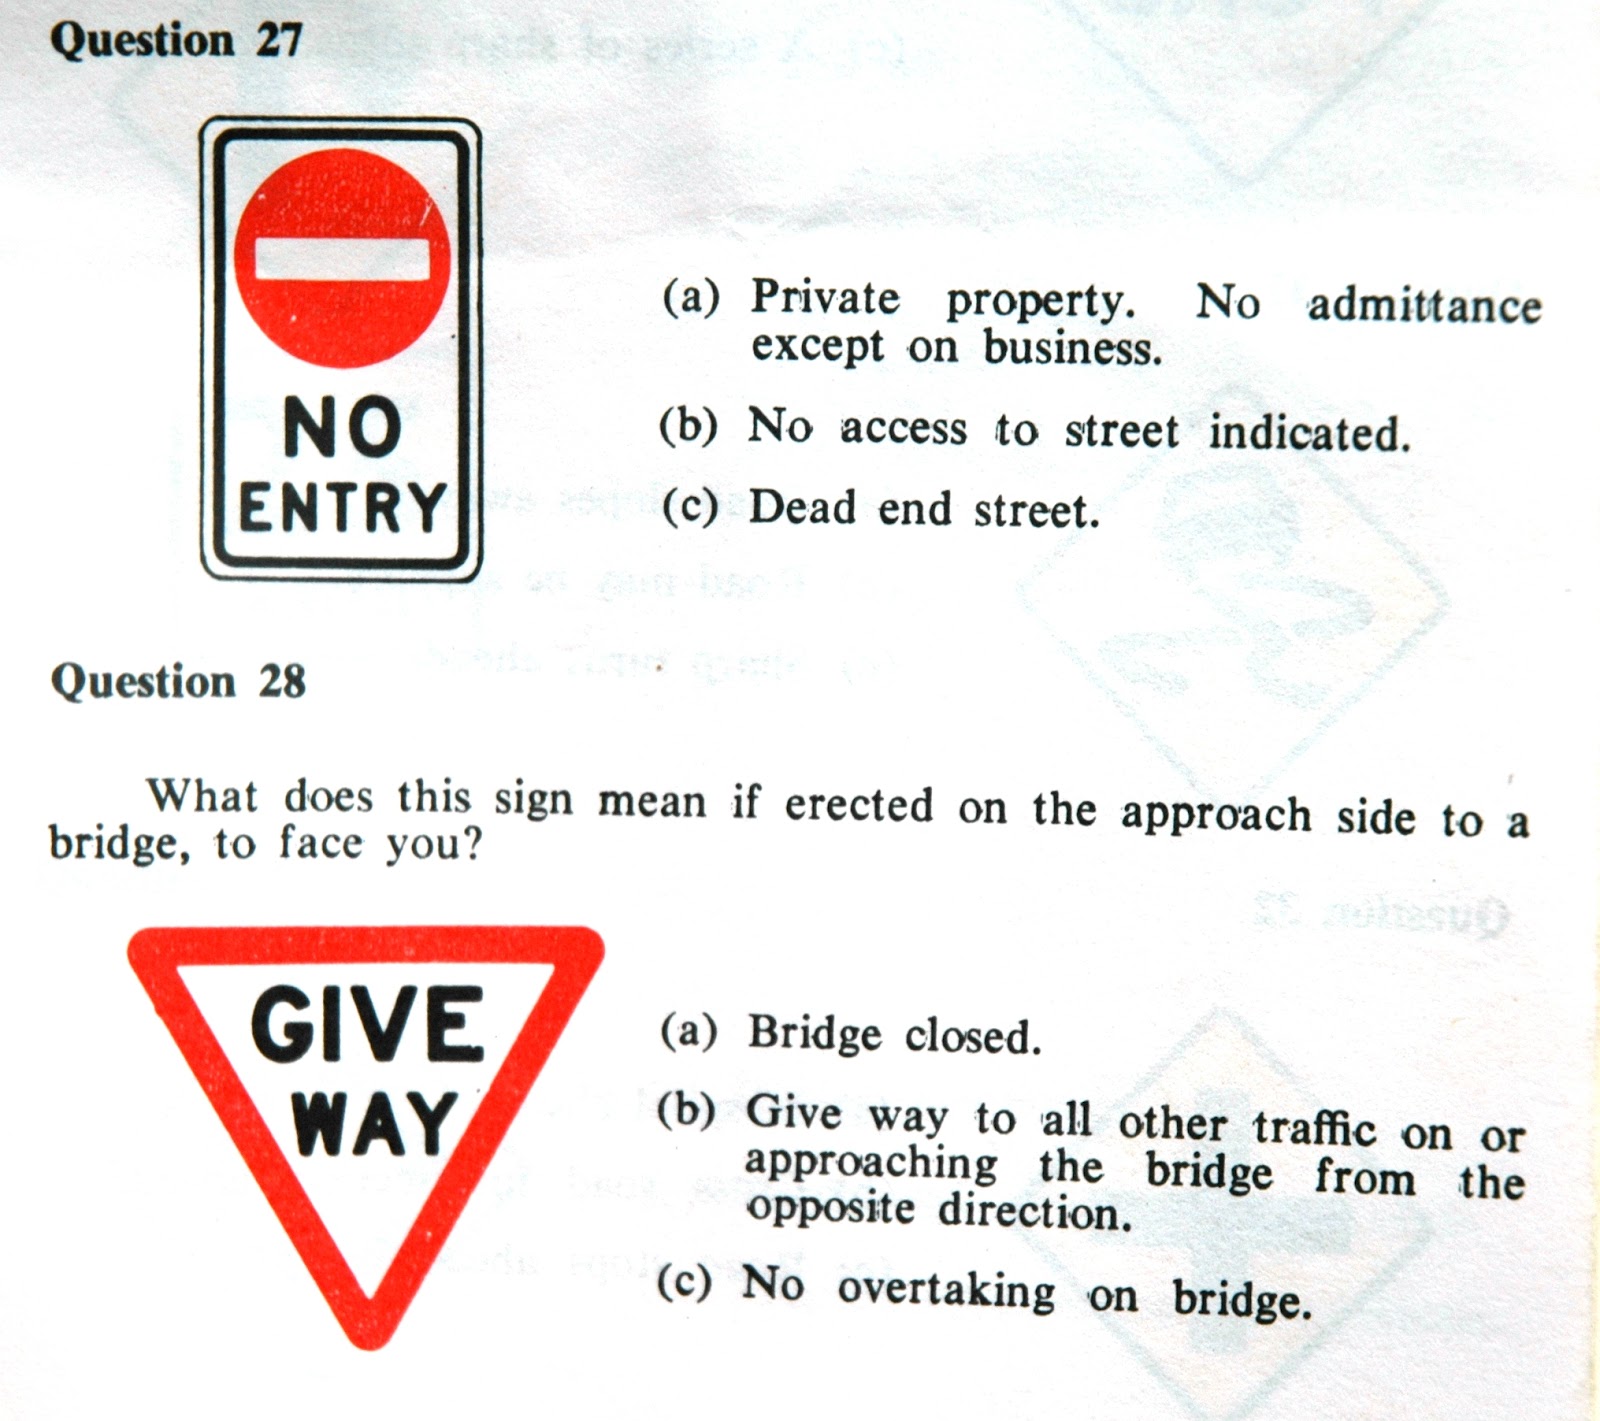 Question 27
NO
ENTRY
(a) Private property. No admittance
except on business.
(b) No access to street indicated.
(c) Dead end street.
Question 28
What does this sign mean if erected on the approach side to a
bridge, to face you?
GIVE
WAY
(a) Bridge closed.
(b) Give way to all other traffic on or
approaching the bridge from the
opposite direction.
(c) No overtaking on bridge.